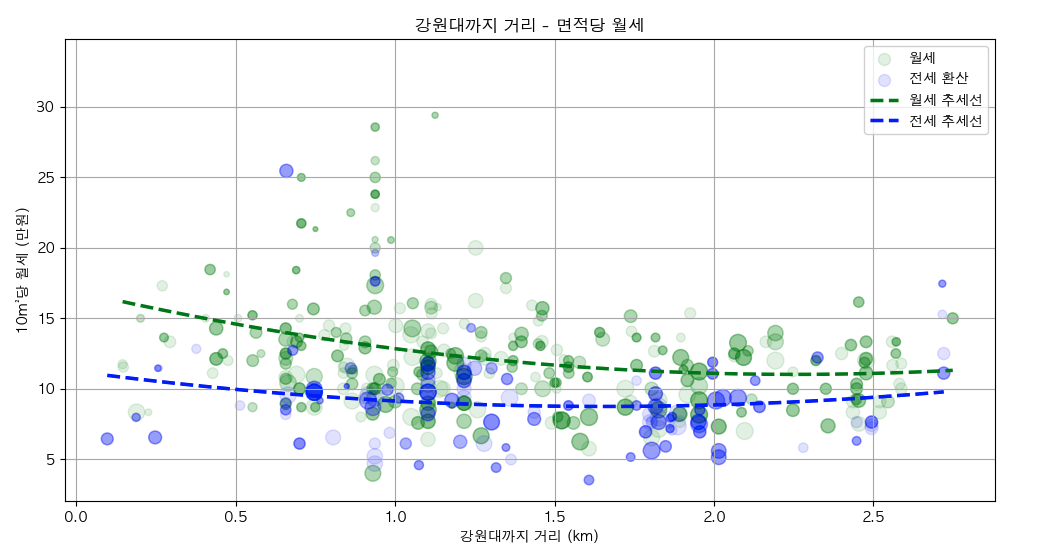 강원대까지 거리 - 면적당 월세
월세
전세 환산
월세 추세선
전세 추세선
10m²당 월세 (만원)
30
25
20
15
10
5
0.0 0.5 1.0 1.5 2.0 2.5
강원대까지 거리 (km)